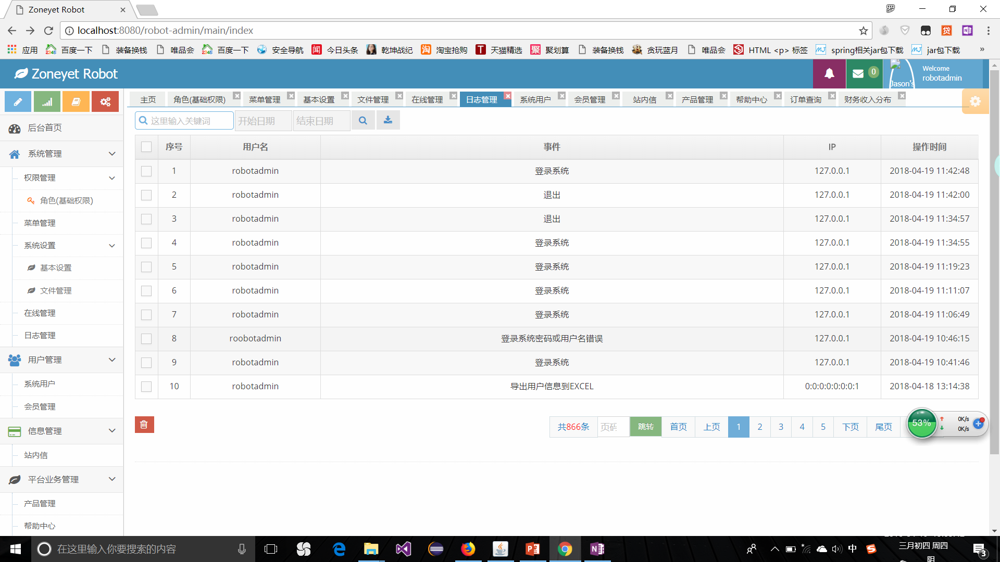 Zoneyet Robot
localhost:8080/robot-admin/main/index
应用 百度一下 装备换钱 唯品会 百度一下 安全导航 今日头条 乾坤战纪 淘宝抢购 天猫精选 聚划算 装备换钱 贪玩蓝月 唯品会 HTML <p> 标签 spring相关jar包下载 jar包下载 »
Zoneyet Robot
0
Jason's
Welcome
robotadmin
主页 角色(基础权限) 菜单管理 基本设置 文件管理 在线管理 日志管理 系统用户 会员管理 站内信 产品管理 帮助中心 订单查询 财务收入分布
后台首页
系统管理
权限管理
角色(基础权限)
菜单管理
系统设置
基本设置
文件管理
在线管理
日志管理
用户管理
系统用户
会员管理
信息管理
站内信
平台业务管理
产品管理
帮助中心
这里输入关键词 开始日期 结束日期
序号 用户名 事件 IP 操作时间
1 robotadmin 登录系统 127.0.0.1 2018-04-19 11:42:48
2 robotadmin 退出 127.0.0.1 2018-04-19 11:42:00
3 robotadmin 退出 127.0.0.1 2018-04-19 11:34:57
4 robotadmin 登录系统 127.0.0.1 2018-04-19 11:34:55
5 robotadmin 登录系统 127.0.0.1 2018-04-19 11:19:23
6 robotadmin 登录系统 127.0.0.1 2018-04-19 11:11:07
7 robotadmin 登录系统 127.0.0.1 2018-04-19 11:06:49
8 roobotadmin 登录系统密码或用户名错误 127.0.0.1 2018-04-19 10:46:15
9 robotadmin 登录系统 127.0.0.1 2018-04-19 10:41:46
10 robotadmin 导出用户信息到EXCEL 0:0:0:0:0:0:0:1 2018-04-18 13:14:38
共866条 页码 跳转 首页 上页 1 2 3 4 5 下页 尾页
53%
0K/s
0K/s
在这里输入你要搜索的内容
中
三月初四 周四
阴
3